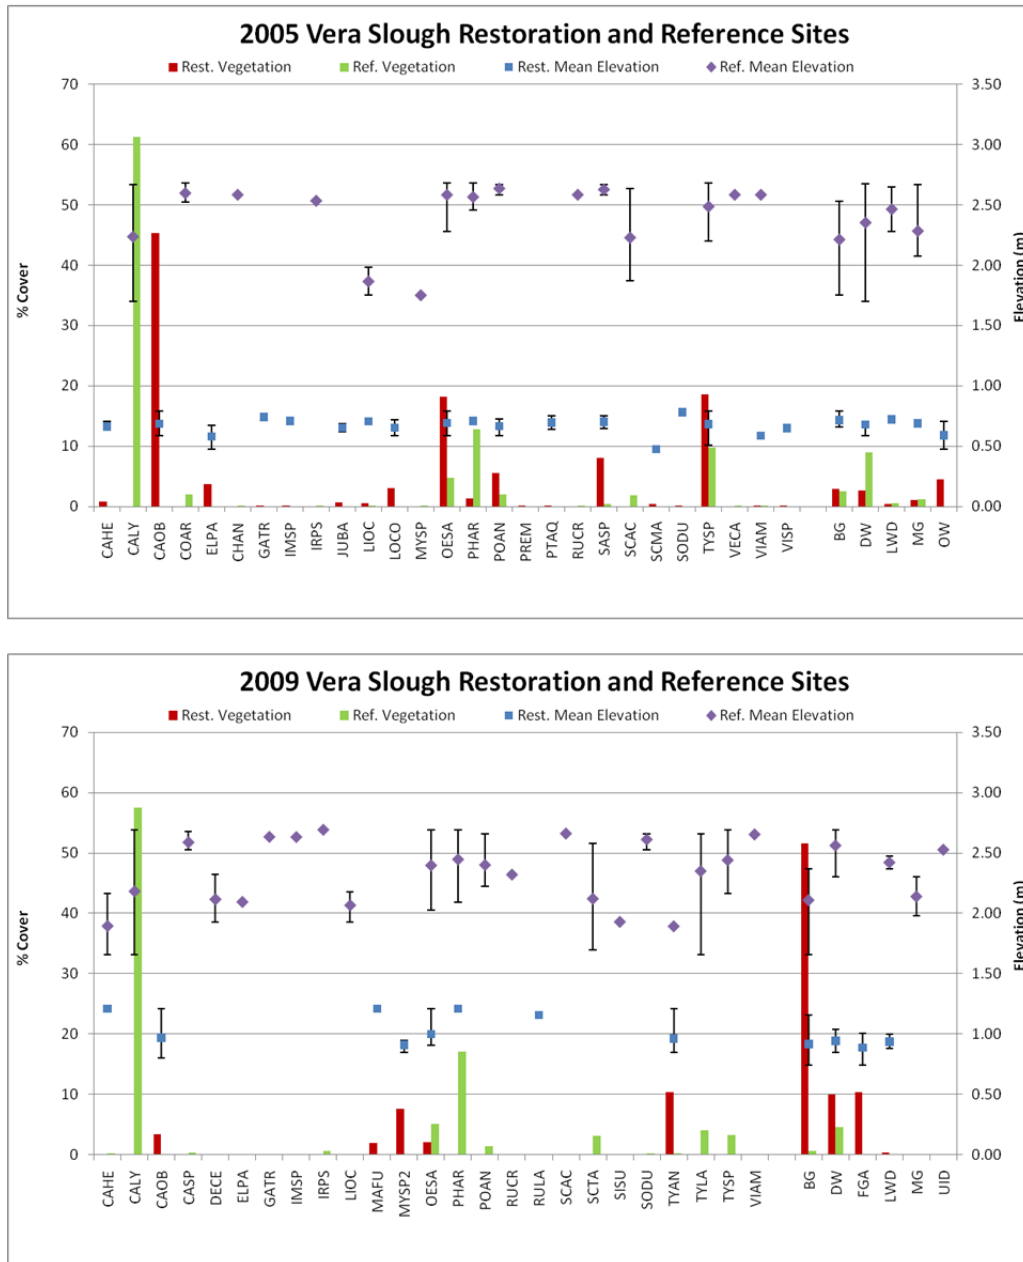 2005 Vera Slough Restoration and Reference Sites
Rest. Vegetation Ref. Vegetation Rest. Mean Elevation Ref. Mean Elevation
70 3.50
60 3.00
50 2.50
40 2.00
30 1.50
20 1.00
10 0.50
0 0.00
% Cover
Elevation (m)
CAHE CALY CAOB COAR ELPA CHAN GATR IMSP IRPS JUBA LIOC LOCO MYSP OESA PHAR POAN PREM PTAQ RUCR SASP SCAC SCMA SODU TYSP VECA VIAM VISP BG DW LWD MG OW
2009 Vera Slough Restoration and Reference Sites
Rest. Vegetation Ref. Vegetation Rest. Mean Elevation Ref. Mean Elevation
70 3.50
60 3.00
50 2.50
40 2.00
30 1.50
20 1.00
10 0.50
0 0.00
% Cover
Elevation (m)
CAHE CALY CAOB CASP DECE ELPA GATR IMSP IRPS LIOC MAFU MYSP2 OESA PHAR POAN RUCR RULA SCAC SCTA SISU SODU TYAN TYLA TYSP VIAM BG DW FGA LWD MG UID